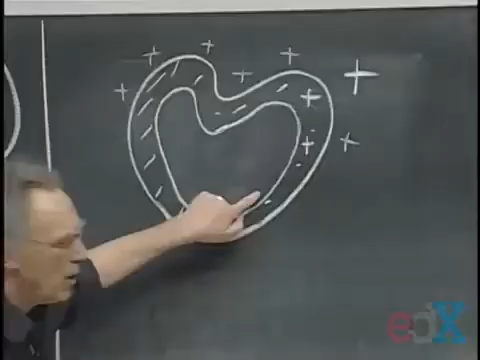 + + +
+ + + +
+ +
edX